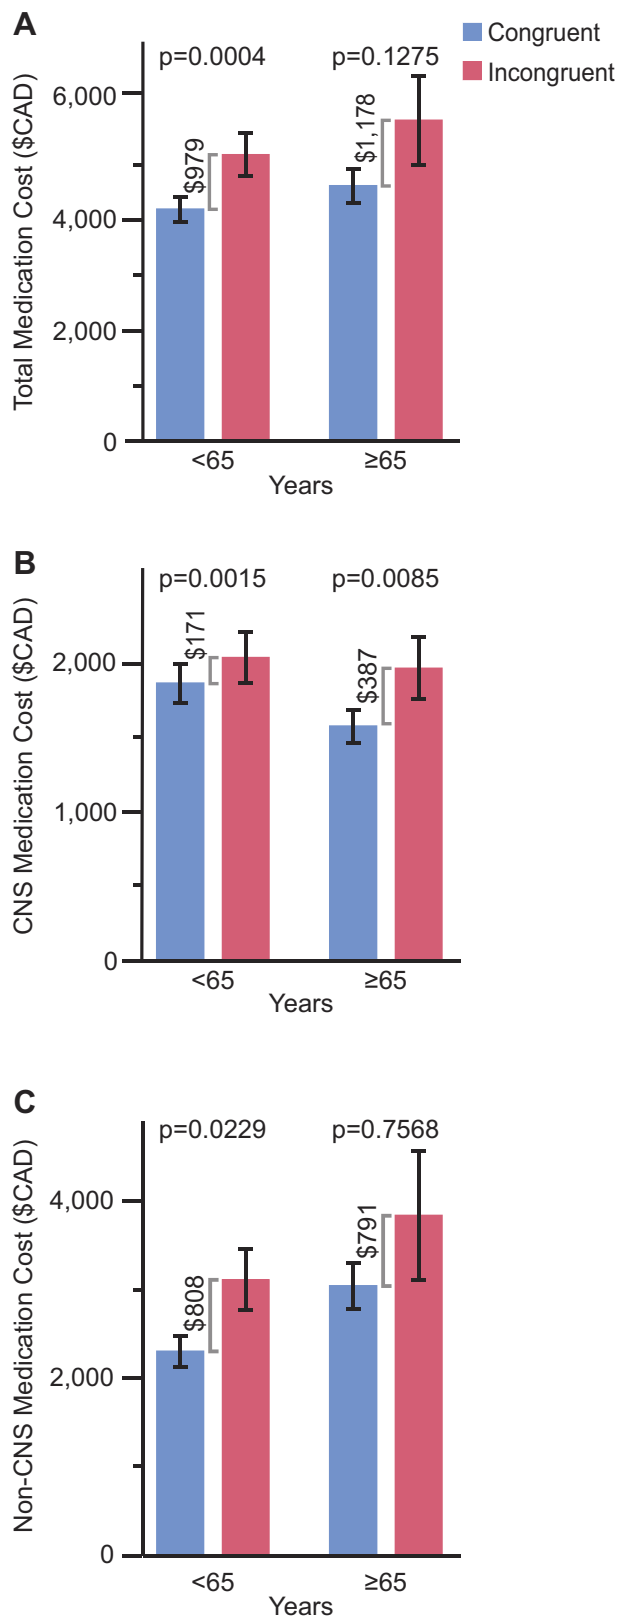 A
Congruent
Incongruent
p=0.0004 p=0.1275
Total Medication Cost ($CAD)
6,000
4,000
2,000
0
$979
$1,178
<65 ≥65
Years
B
p=0.0015 p=0.0085
CNS Medication Cost ($CAD)
2,000
1,000
0
$171
$387
<65 ≥65
Years
C
p=0.0229 p=0.7568
Non-CNS Medication Cost ($CAD)
4,000
2,000
0
$808
$791
<65 ≥65
Years